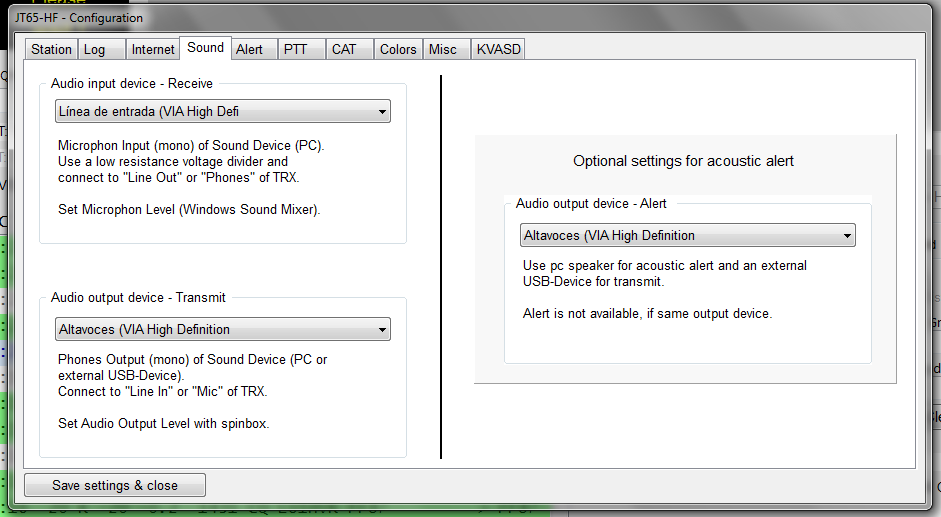 Please
JT65-HF - Configuration
Station Log Internet Sound Alert PTT CAT Colors Misc KVASD
Audio input device - Receive
Línea de entrada (VIA High Defi
Microphon Input (mono) of Sound Device (PC).
Use a low resistance voltage divider and
connect to "Line Out" or "Phones" of TRX.
Set Microphon Level (Windows Sound Mixer).
Audio output device - Transmit
Altavoces (VIA High Definition
Phones Output (mono) of Sound Device (PC or
external USB-Device).
Connect to "Line In" or "Mic" of TRX.
Set Audio Output Level with spinbox.
Optional settings for acoustic alert
Audio output device - Alert
Altavoces (VIA High Definition
Use pc speaker for acoustic alert and an external
USB-Device for transmit.
Alert is not available, if same output device.
Save settings & close